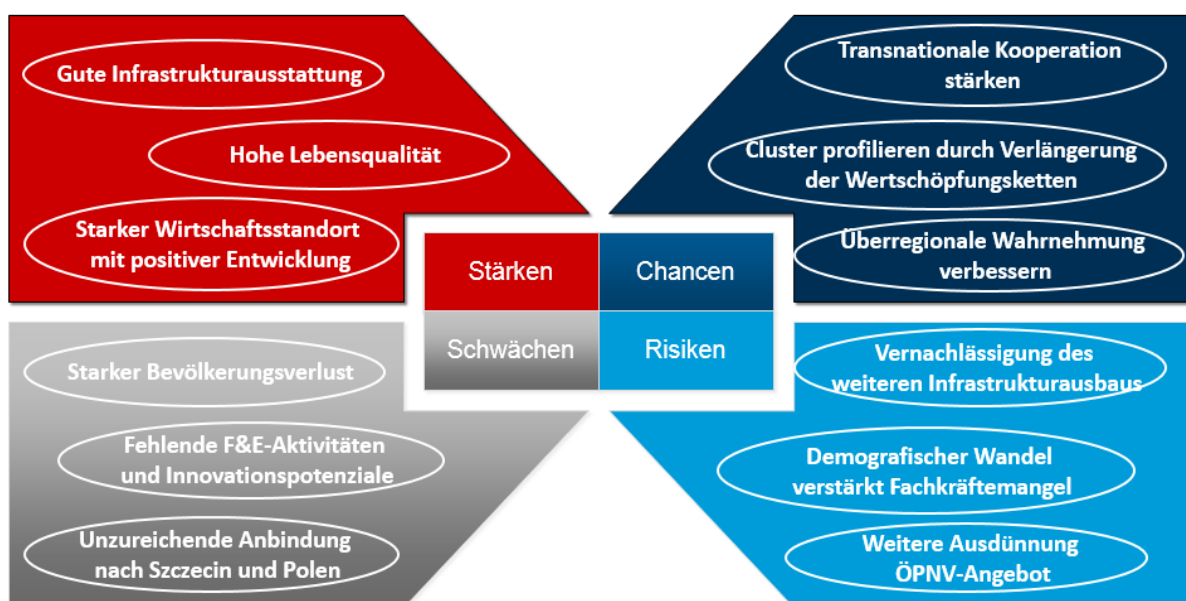 Gute Infrastrukturausstattung
Hohe Lebensqualität
Starker Wirtschaftsstandort
mit positiver Entwicklung
Transnationale Kooperation
stärken
Cluster profilieren durch Verlängerung
der Wertschöpfungsketten
Überregionale Wahrnehmung
verbessern
Stärken
Chancen
Schwächen
Risiken
Starker Bevölkerungsverlust
Fehlende F&E-Aktivitäten
und Innovationspotenziale
Unzureichende Anbindung
nach Szczecin und Polen
Vernachlässigung des
weiteren Infrastrukturausbaus
Demografischer Wandel
verstärkt Fachkräftemangel
Weitere Ausdünnung
ÖPNV-Angebot